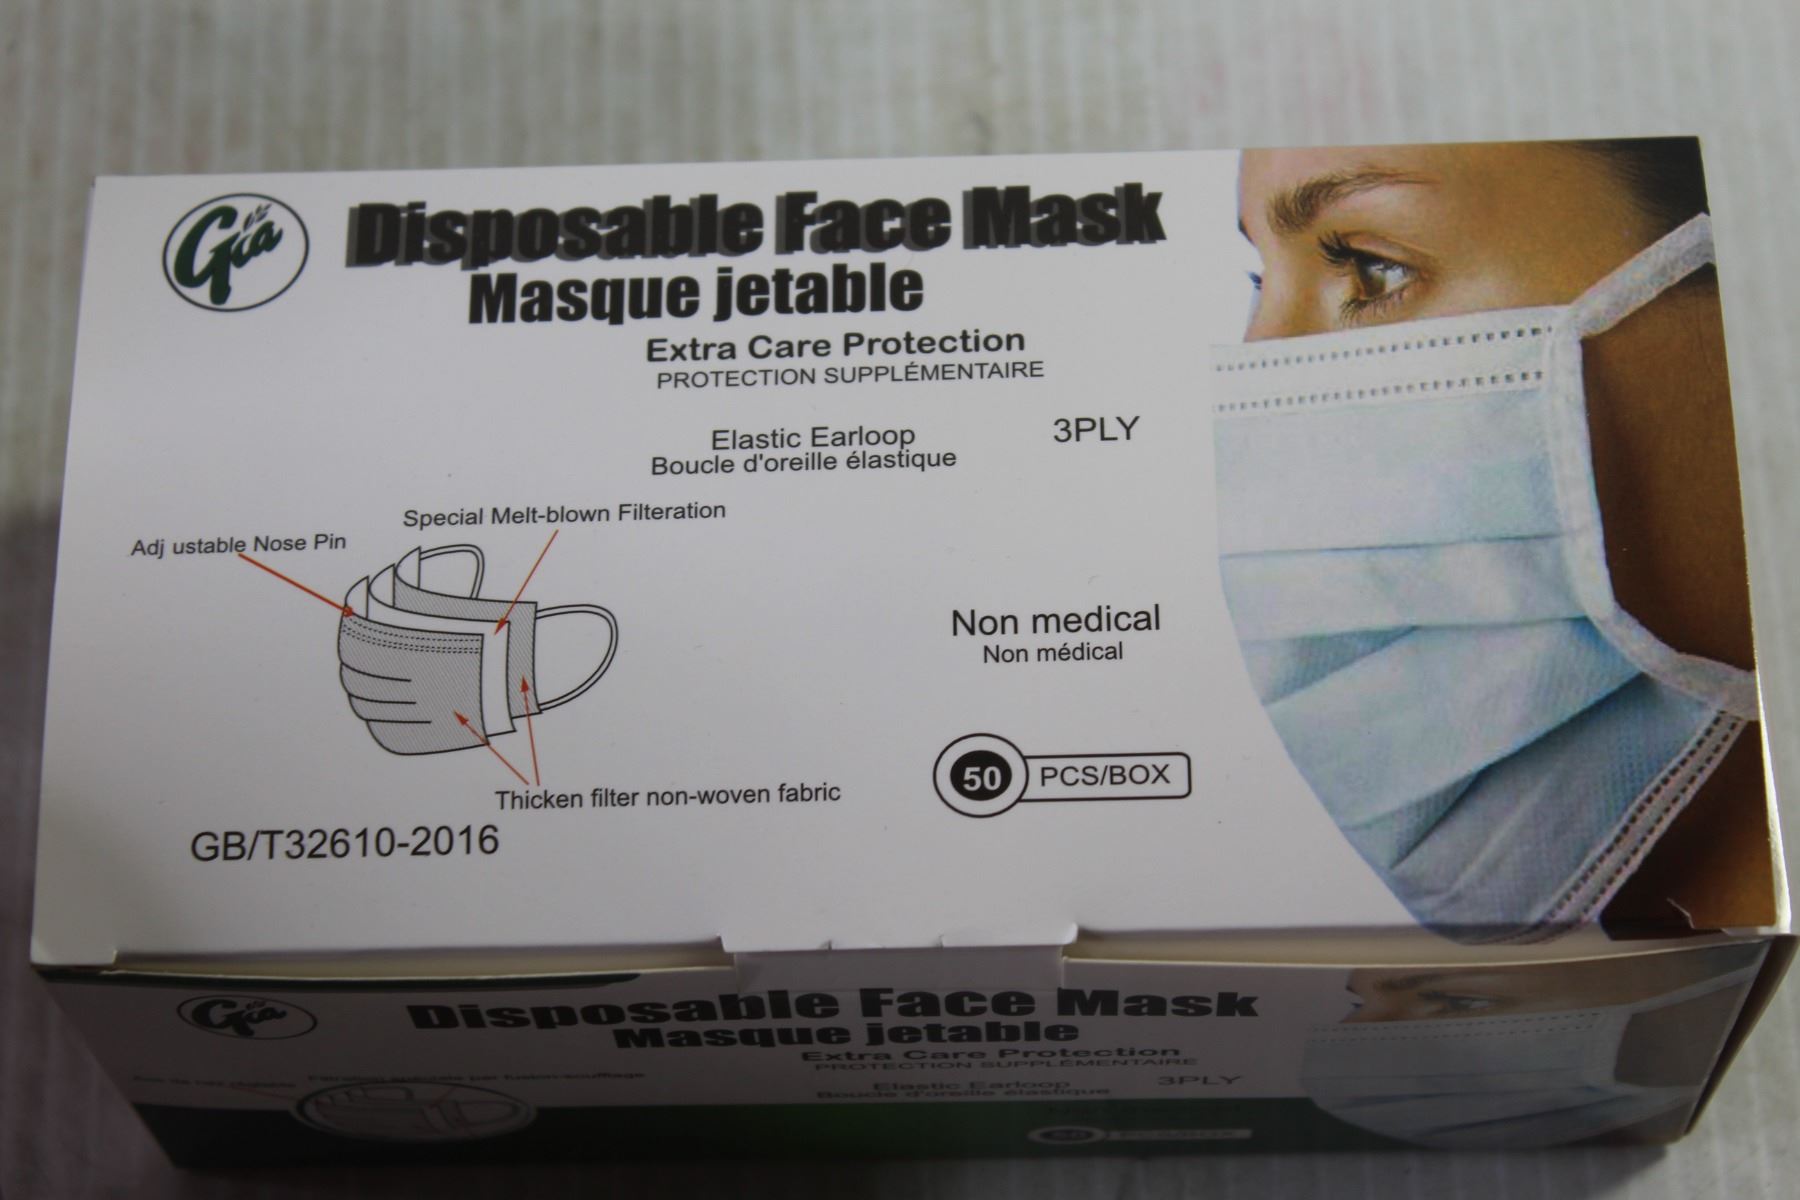 Gia
Disposable Face Mask
Masque jetable
Extra Care Protection
PROTECTION SUPPLÉMENTAIRE
Elastic Earloop
Boucle d'oreille élastique
3PLY
Special Melt-blown Filteration
Adj ustable Nose Pin
Non medical
Non médical
50 PCS/BOX
Thicken filter non-woven fabric
GB/T32610-2016
Gia
Disposable Face Mask
Masque jetable
Extra Care Protection
PROTECTION SUPPLÉMENTAIRE
Elastic Earloop
Boucle d'oreille élastique
3PLY
PCS/BOX